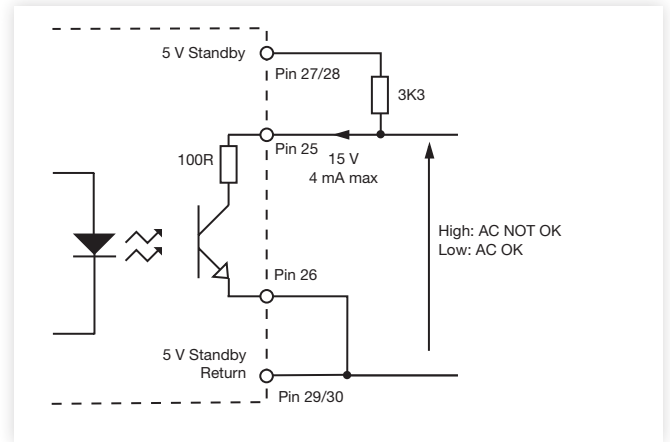 5 V Standby
Pin 27/28
3K3
Pin 25
100R
15 V
4 mA max
High: AC NOT OK
Low: AC OK
Pin 26
5 V Standby
Return
Pin 29/30